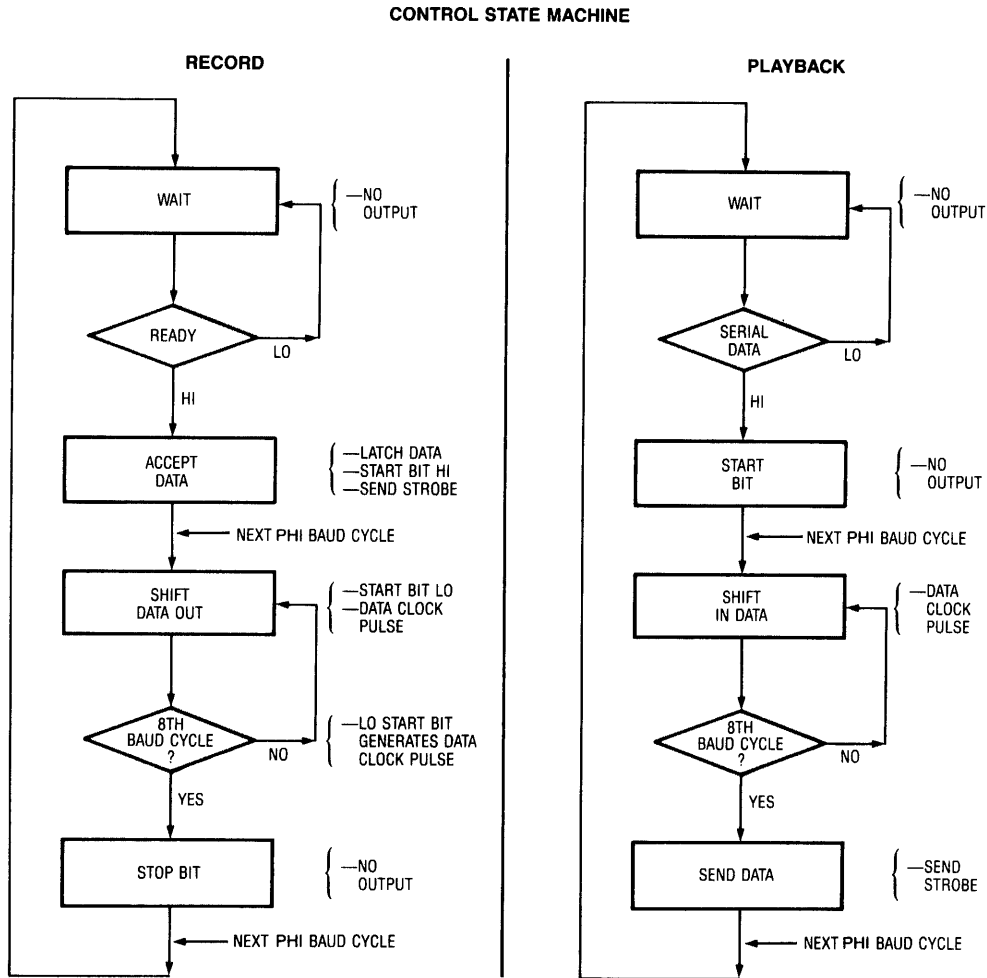 CONTROL STATE MACHINE
RECORD
WAIT
—NO
OUTPUT
READY
LO
HI
ACCEPT
DATA
—LATCH DATA
—START BIT HI
—SEND STROBE
NEXT PHI BAUD CYCLE
SHIFT
DATA OUT
—START BIT LO
—DATA CLOCK
PULSE
8TH
BAUD CYCLE
?
NO
—LO START BIT
GENERATES DATA
CLOCK PULSE
YES
STOP BIT
—NO
OUTPUT
NEXT PHI BAUD CYCLE
PLAYBACK
WAIT
—NO
OUTPUT
SERIAL
DATA
LO
HI
START
BIT
—NO
OUTPUT
NEXT PHI BAUD CYCLE
SHIFT
IN DATA
—DATA
CLOCK
PULSE
8TH
BAUD CYCLE
?
NO
YES
SEND DATA
—SEND
STROBE
NEXT PHI BAUD CYCLE